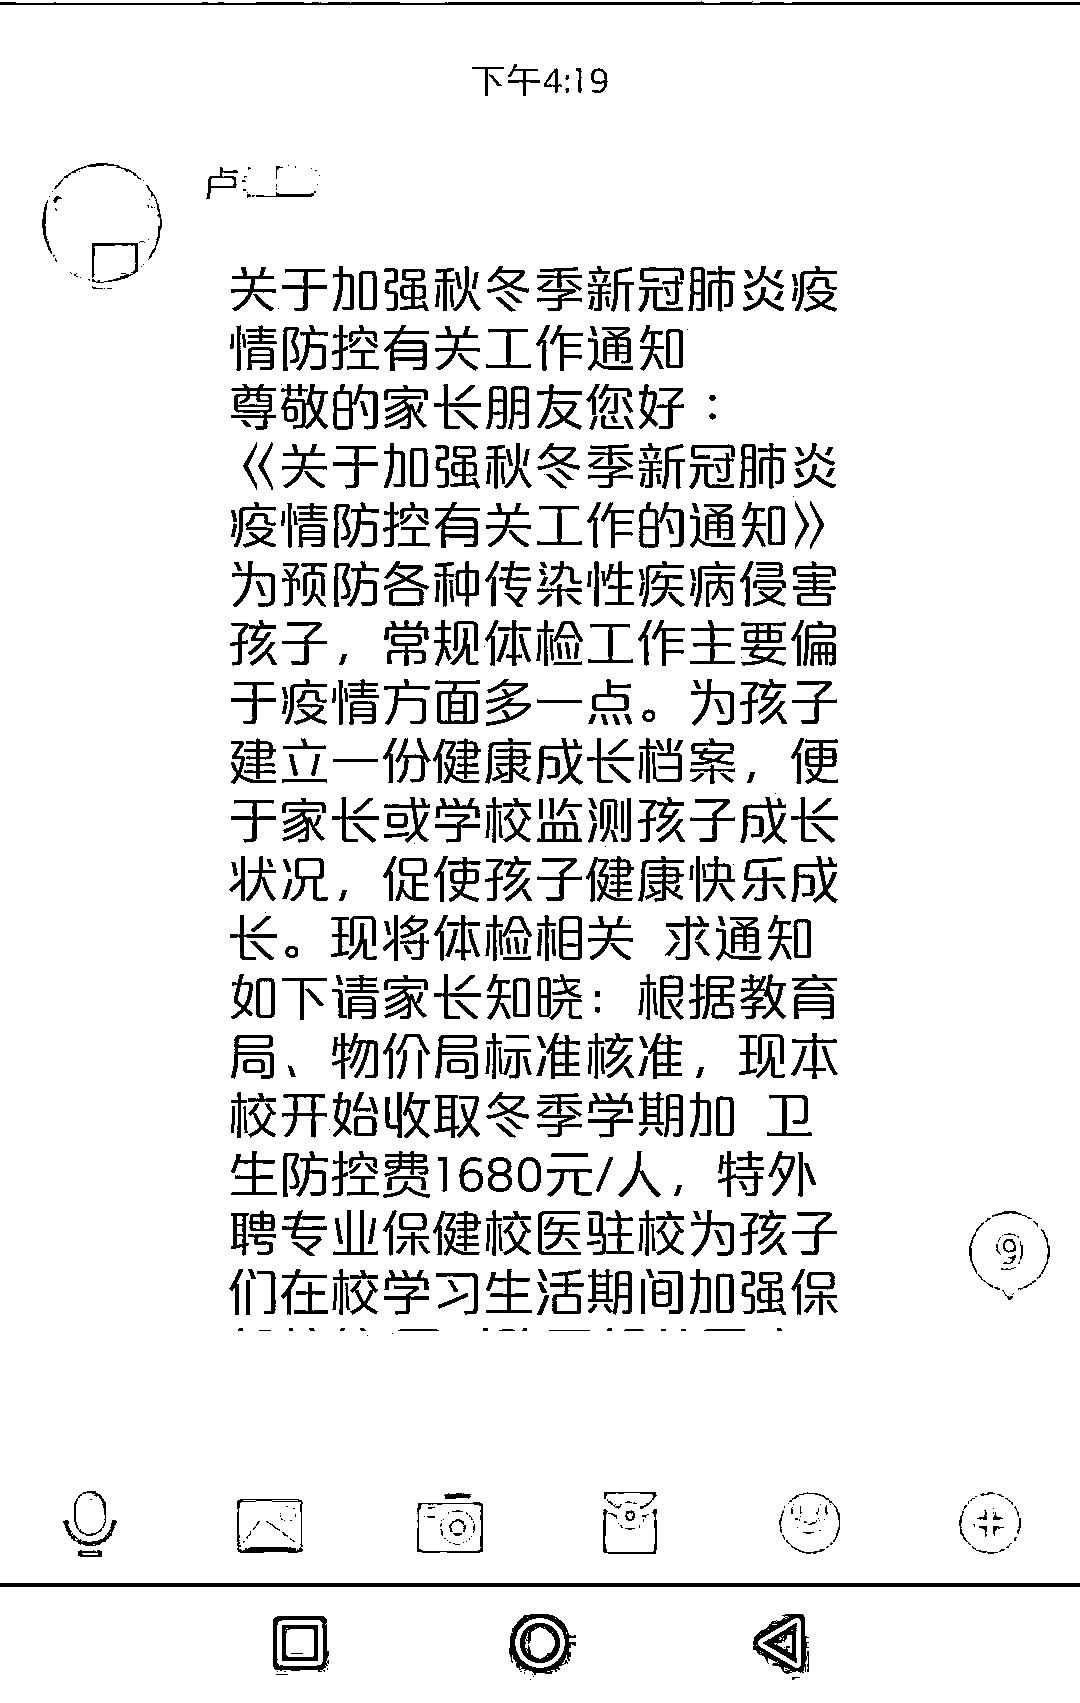 下午4:19
卢
关于加强秋冬季新冠肺炎疫
情防控有关工作通知
尊敬的家长朋友您好：
《关于加强秋冬季新冠肺炎
疫情防控有关工作的通知》
为预防各种传染性疾病侵害
孩子，常规体检工作主要偏
于疫情方面多一点。为孩子
建立一份健康成长档案，便
于家长或学校监测孩子成长
状况，促使孩子健康快乐成
长。现将体检相关 求通知
如下请家长知晓：根据教育
局、物价局标准核准，现本
校开始收取冬季学期加 卫
生防控费1680元/人，特外
聘专业保健校医驻校为孩子
们在校学习生活期间加强保
9